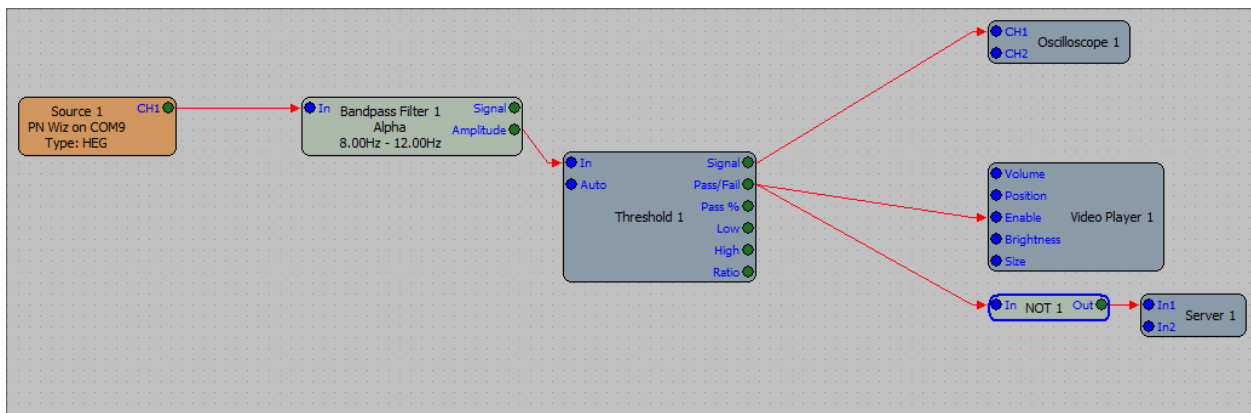 Source 1
CH1
PN Wiz on COM9
Type: HEG
In
Bandpass Filter 1
Signal
Alpha
Amplitude
8.00Hz - 12.00Hz
In
Signal
Auto
Pass/Fail
Pass %
Threshold 1
Low
High
Ratio
CH1
Oscilloscope 1
CH2
Volume
Position
Enable
Video Player 1
Brightness
Size
In
NOT 1
Out
In1
Server 1
In2